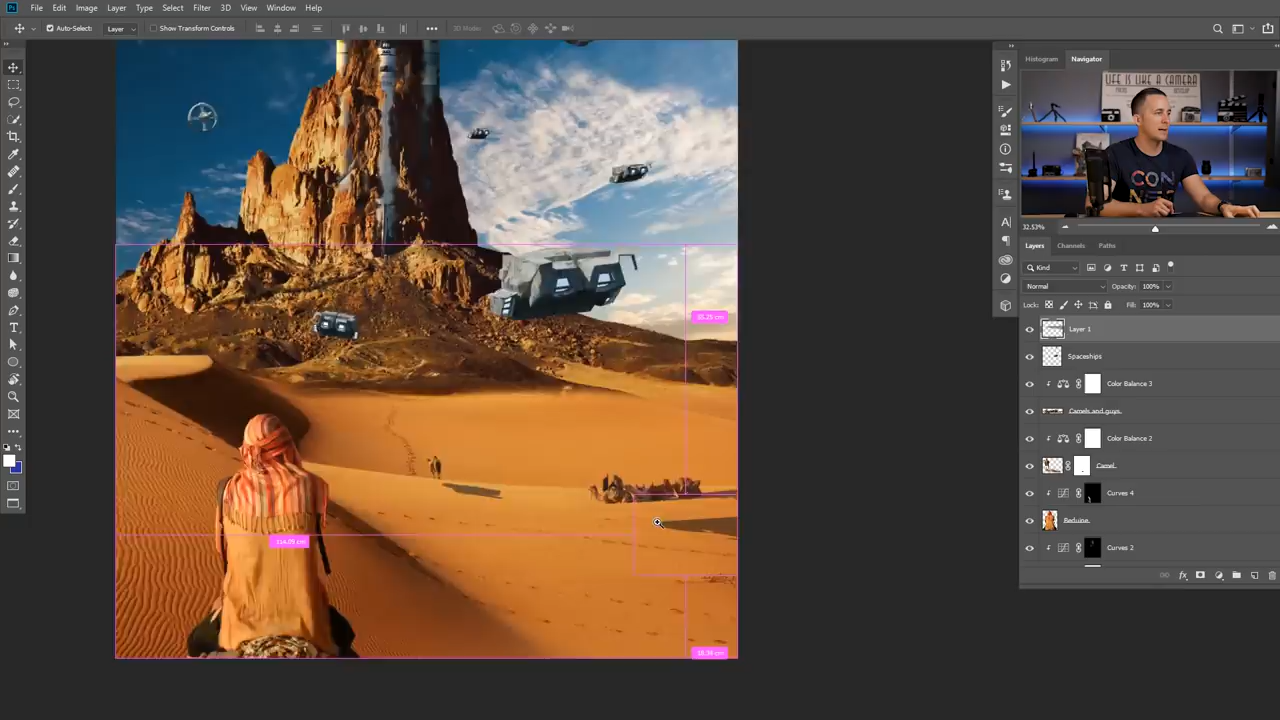 Ps File Edit Image Layer Type Select Filter 3D View Window Help
Auto-Select: Layer Show Transform Controls 3D Mode:
Histogram Navigator
LIFE IS LIKE A CAMERA
CON
32.53%
Layers Channels Paths
Kind
Normal Opacity: 100%
Lock: Fill: 100%
Layer 1
Spaceships
Color Balance 3
Camels and guys
Color Balance 2
Camel
Curves 4
Beduine
Curves 2